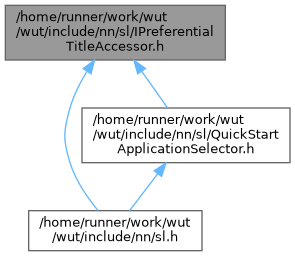 /home/runner/work/wut
/wut/include/nn/sl/IPreferential
TitleAccessor.h
/home/runner/work/wut
/wut/include/nn/sl/QuickStart
ApplicationSelector.h
/home/runner/work/wut
/wut/include/nn/sl.h